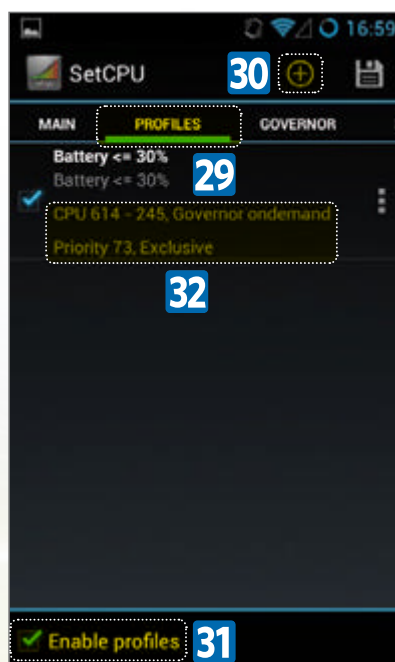 16:59
SetCPU
30
MAIN
PROFILES
GOVERNOR
Battery <= 30%
29
Battery <= 30%
CPU 614 - 245, Governor ondemand
Priority 73, Exclusive
32
Enable profiles
31